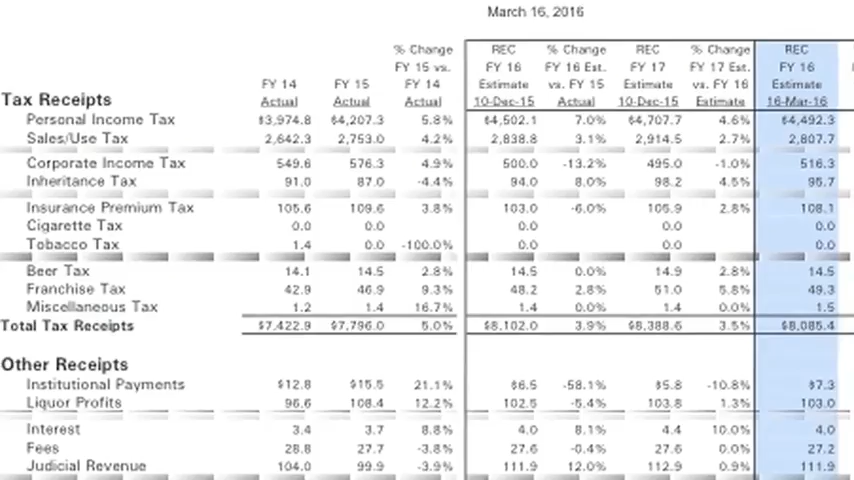 March 16, 2016
% Change REC % Change REC % Change REC
FY 15 vs. FY 16 FY 16 Est. FY 17 FY 17 Est. FY 16
FY 14 FY 15 FY 14 Estimate vs. FY 15 Estimate vs. FY 16 Estimate
Tax Receipts Actual Actual Actual 10-Dec-15 Actual 10-Dec-15 Estimate 16-Mar-16
Personal Income Tax $3,974.8 $4,207.3 5.8% $4,502.1 7.0% $4,707.7 4.6% $4,492.3
Sales/Use Tax 2,642.3 2,753.0 4.2% 2,838.8 3.1% 2,914.5 2.7% 2,807.7
Corporate Income Tax 549.6 576.3 4.9% 500.0 -13.2% 495.0 -1.0% 516.3
Inheritance Tax 91.0 87.0 -4.4% 94.0 8.0% 98.2 4.5% 95.7
Insurance Premium Tax 105.6 109.6 3.8% 103.0 -6.0% 105.9 2.8% 108.1
Cigarette Tax 0.0 0.0 0.0 0.0 0.0
Tobacco Tax 1.4 0.0 -100.0% 0.0 0.0 0.0
Beer Tax 14.1 14.5 2.8% 14.5 0.0% 14.9 2.8% 14.5
Franchise Tax 42.9 46.9 9.3% 48.2 2.8% 51.0 5.8% 49.3
Miscellaneous Tax 1.2 1.4 16.7% 1.4 0.0% 1.4 0.0% 1.5
Total Tax Receipts $7,422.9 $7,796.0 5.0% $8,102.0 3.9% $8,388.6 3.5% $8,085.4
Other Receipts
Institutional Payments $12.8 $15.5 21.1% $6.5 -58.1% $5.8 -10.8% $7.3
Liquor Profits 96.6 108.4 12.2% 102.5 -5.4% 103.8 1.3% 103.0
Interest 3.4 3.7 8.8% 4.0 8.1% 4.4 10.0% 4.0
Fees 28.8 27.7 -3.8% 27.6 -0.4% 27.6 0.0% 27.2
Judicial Revenue 104.0 99.9 -3.9% 111.9 12.0% 112.9 0.9% 111.9